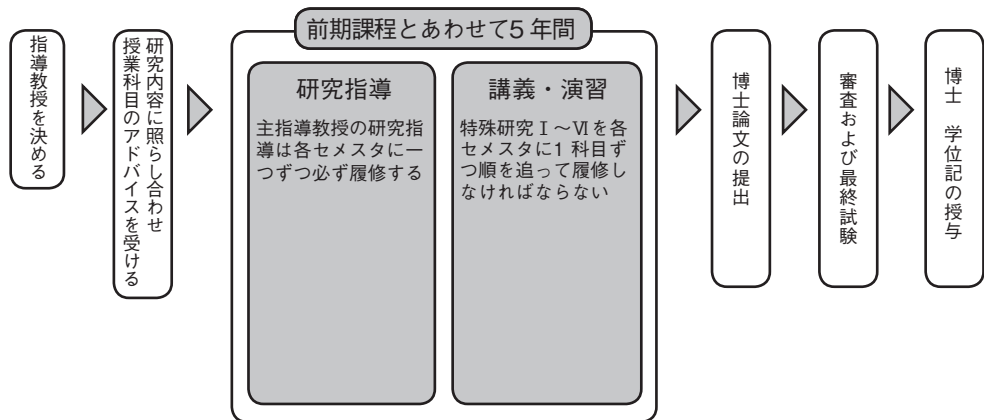 指導教授を決める
研究内容に照らし合わせ
授業科目のアドバイスを受ける
前期課程とあわせて5年間
研究指導
主指導教授の研究指
導は各セメスタに一
つずつ必ず履修する
講義・演習
特殊研究Ⅰ～Ⅵを各
セメスタに1 科目ず
つ順を追って履修し
なければならない
博士論文の提出
審査および最終試験
博士　学位記の授与